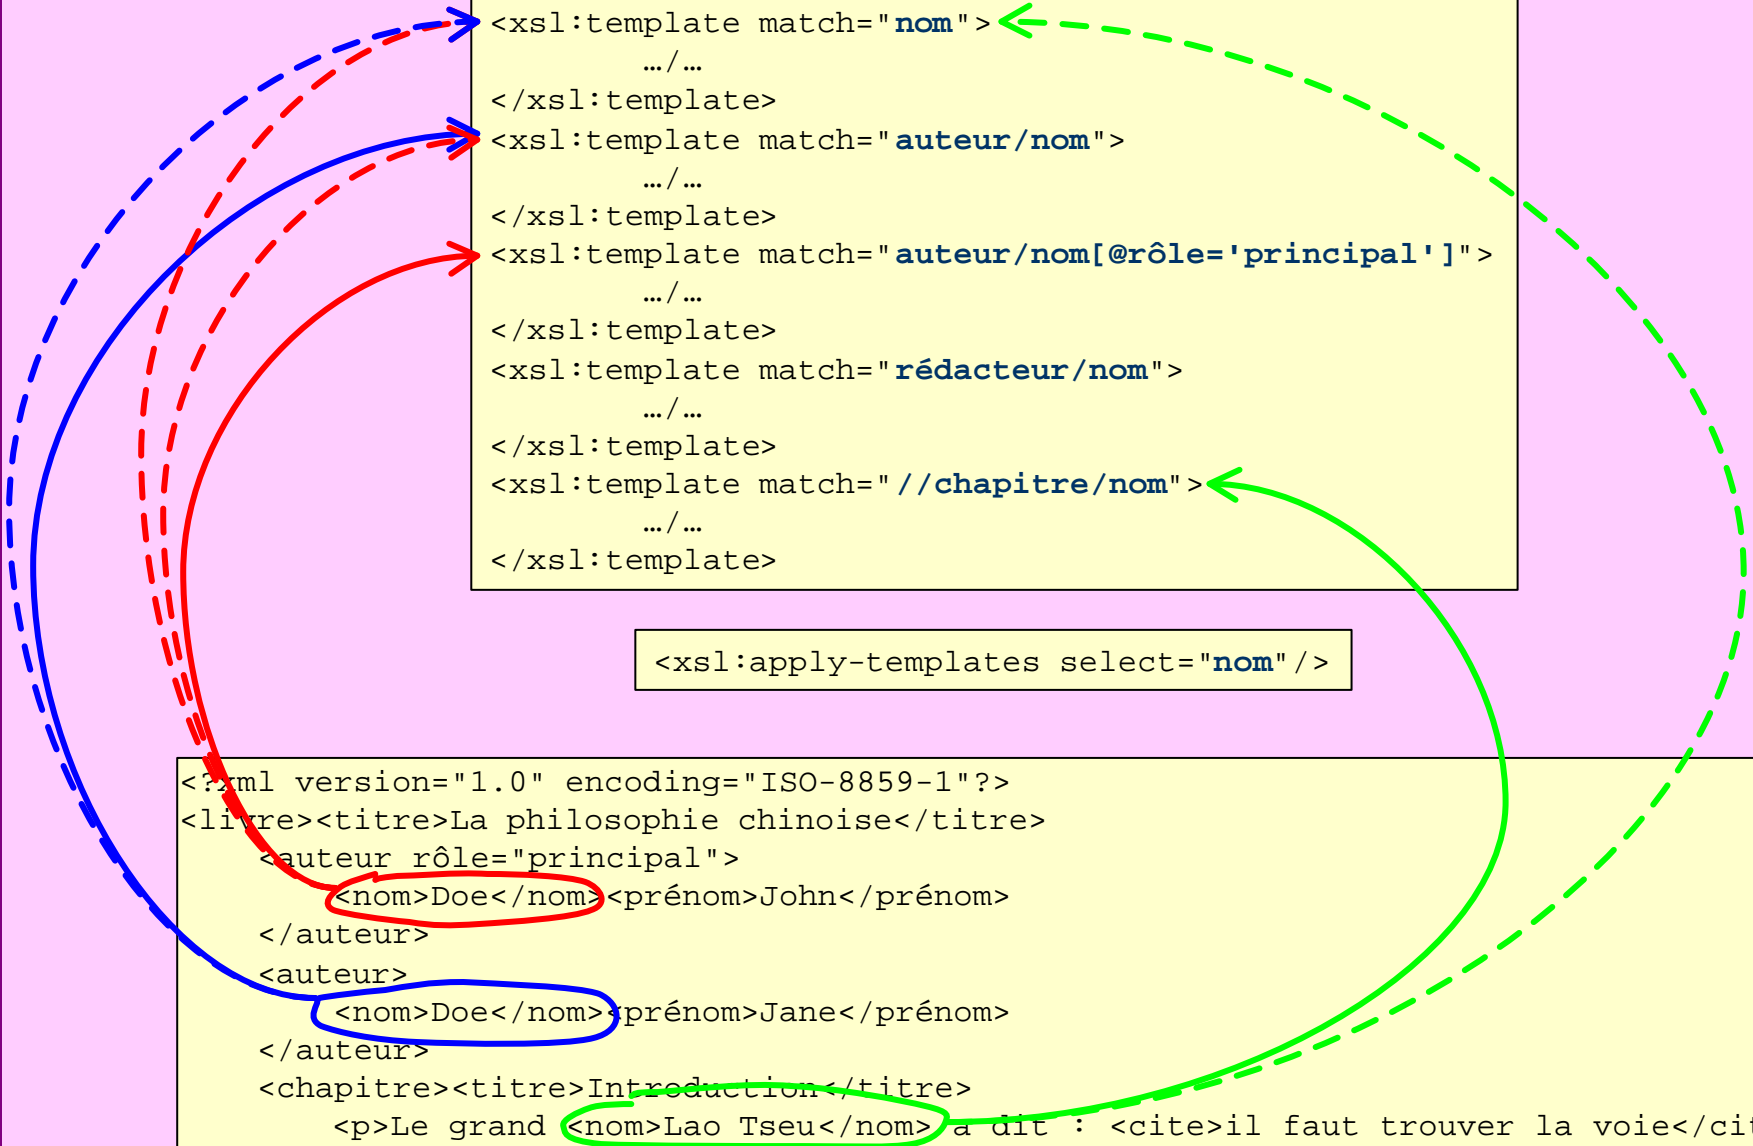 <xsl:template match="nom">
…/…
</xsl:template>
<xsl:template match="auteur/nom">
…/…
</xsl:template>
<xsl:template match="auteur/nom[@rôle='principal']">
…/…
</xsl:template>
<xsl:template match="rédacteur/nom">
…/…
</xsl:template>
<xsl:template match="//chapitre/nom">
…/…
</xsl:template>
<xsl:apply-templates select="nom"/>
<?xml version="1.0" encoding="ISO-8859-1"?>
<livre><titre>La philosophie chinoise</titre>
<auteur rôle="principal">
<nom>Doe</nom><prénom>John</prénom>
</auteur>
<auteur>
<nom>Doe</nom><prénom>Jane</prénom>
</auteur>
<chapitre><titre>Introduction</titre>
<p>Le grand <nom>Lao Tseu</nom> a dit : <cite>il faut trouver la voie</cit